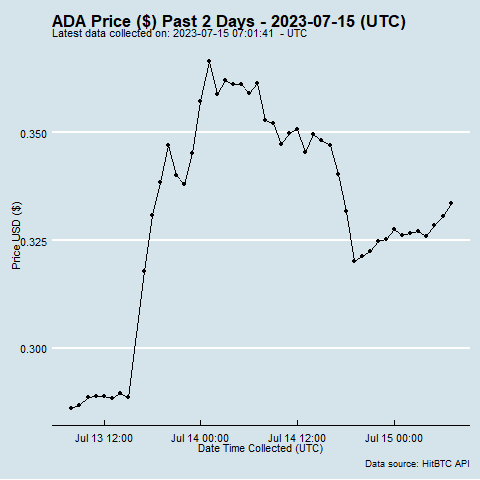 ADA Price ($) Past 2 Days - 2023-07-15 (UTC)
Latest data collected on: 2023-07-15 07:01:41  - UTC
0.350
0.325
0.300
Price USD ($)
Jul 13 12:00
Jul 14 00:00
Jul 14 12:00
Jul 15 00:00
Date Time Collected (UTC)
Data source: HitBTC API